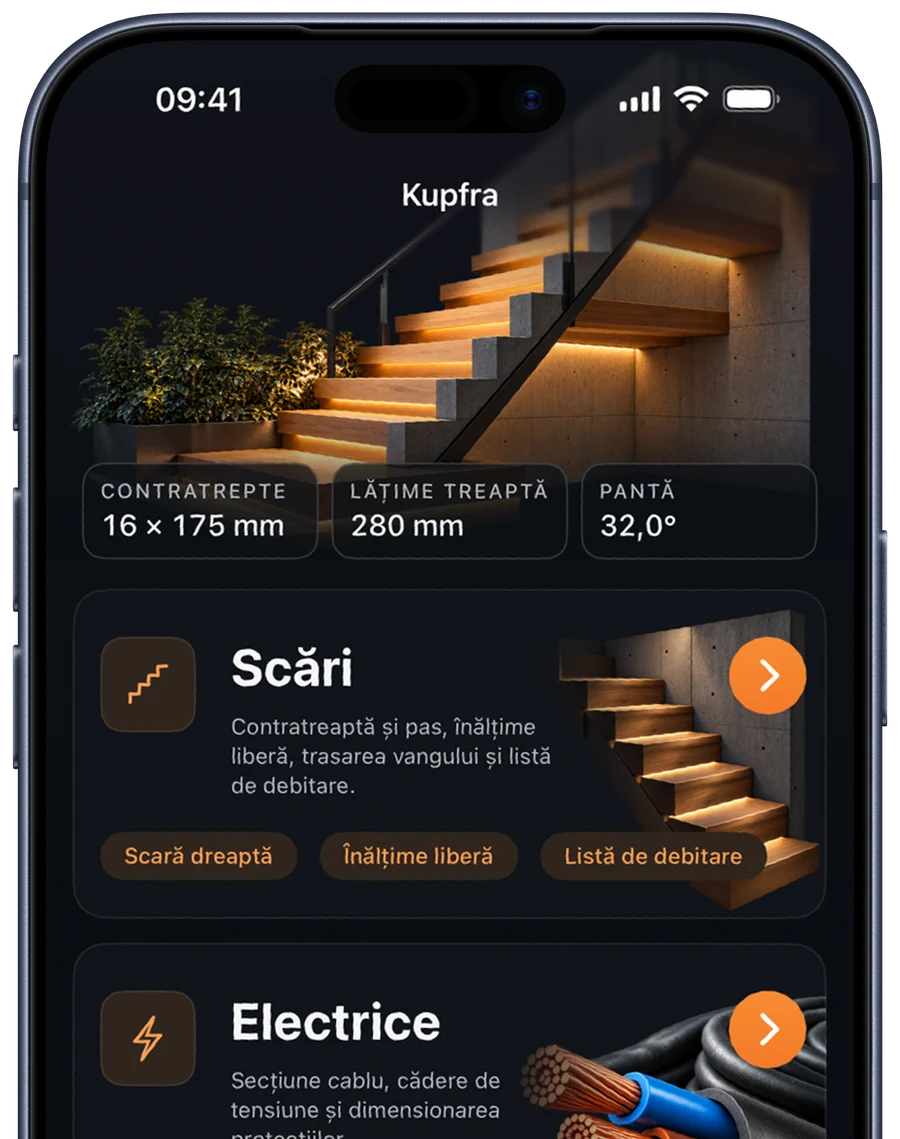 09:41
Kupfra
CONTRATREPTE
16 × 175 mm
LĂȚIME TREAPTĂ
280 mm
PANTĂ
32,0°
Scări
Contratreaptă și pas, înălțime
liberă, trasarea vangului și listă
de debitare.
Scară dreaptă
Înălțime liberă
Listă de debitare
Electrice
Secțiune cablu, cădere de
tensiune și dimensionarea
protecțiilor